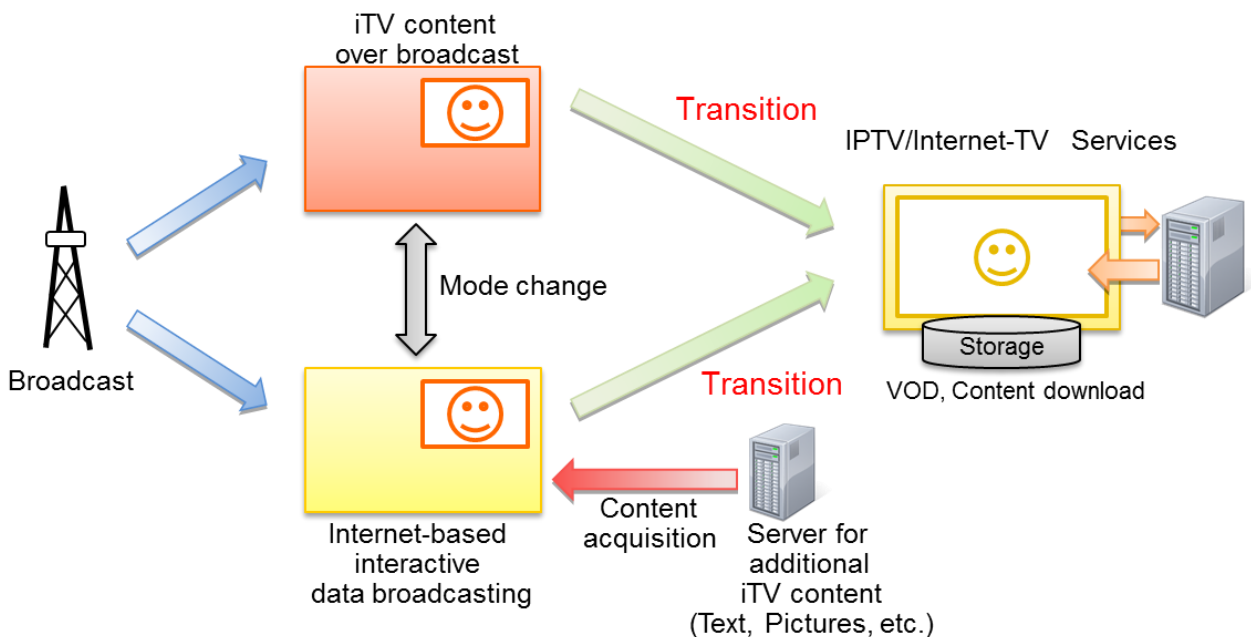 iTV content
over broadcast
Transition
IPTV/Internet-TV Services
Mode change
Broadcast
Storage
Transition
VOD, Content download
Content
acquisition
Internet-based
interactive
data broadcasting
Server for
additional
iTV content
(Text, Pictures, etc.)